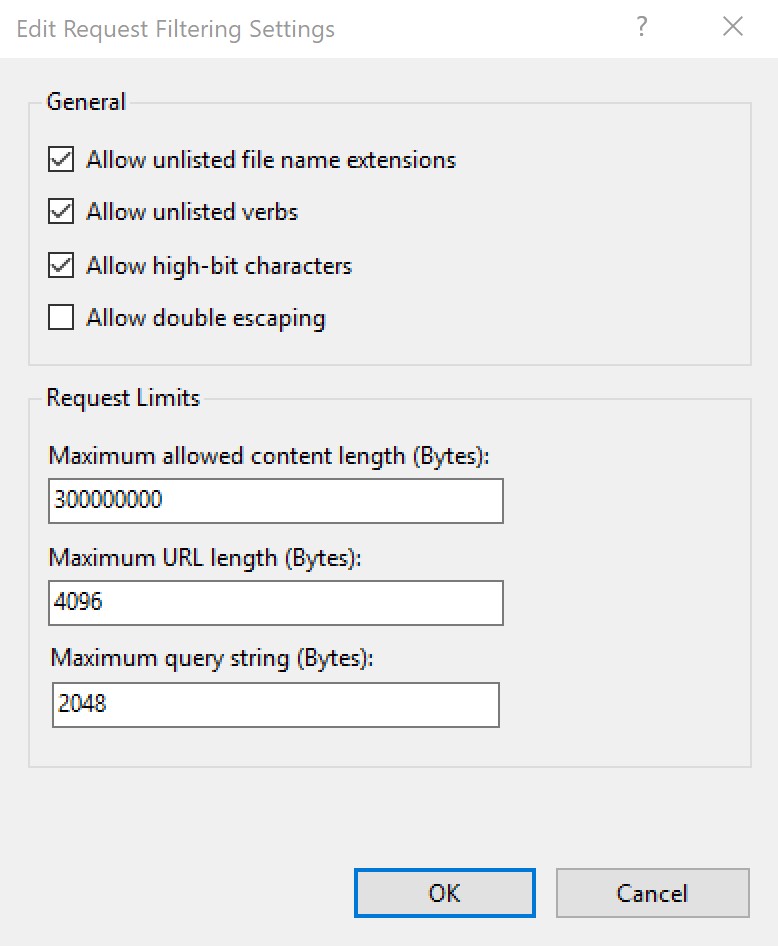 Edit Request Filtering Settings ?
General
Allow unlisted file name extensions
Allow unlisted verbs
Allow high-bit characters
Allow double escaping
Request Limits
Maximum allowed content length (Bytes):
300000000
Maximum URL length (Bytes):
4096
Maximum query string (Bytes):
2048
OK Cancel